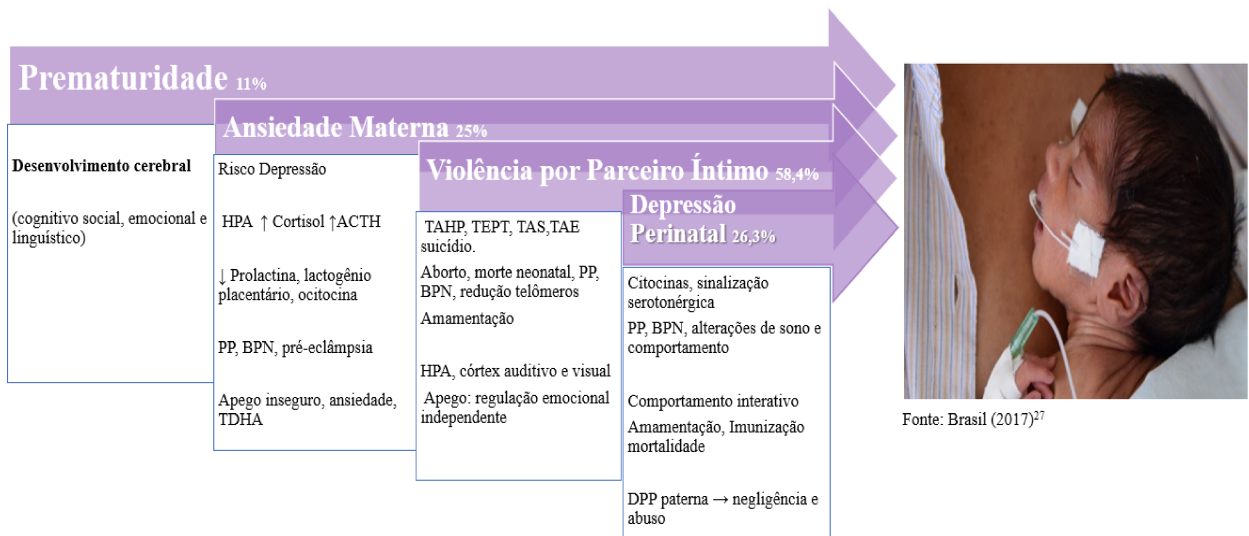 Prematuridade 11%
Desenvolvimento cerebral
(cognitivo social, emocional e
linguístico)
Ansiedade Materna 25%
Risco Depressão
HPA ↑ Cortisol ↑ACTH
↓ Prolactina, lactogênio
placentário, ocitocina
PP, BPN, pré-eclâmpsia
Apego inseguro, ansiedade,
TDHA
Violência por Parceiro Íntimo 58,4%
TAHP, TEPT, TAS,TAE
suicídio.
Aborto, morte neonatal, PP,
BPN, redução telômeros
Amamentação
HPA, córtex auditivo e visual
Apego: regulação emocional
independente
Depressão
Perinatal 26,3%
Citocinas, sinalização
serotonérgica
PP, BPN, alterações de sono e
comportamento
Comportamento interativo
Amamentação, Imunização
mortalidade
DPP paterna → negligência e
abuso
Fonte: Brasil (2017)27